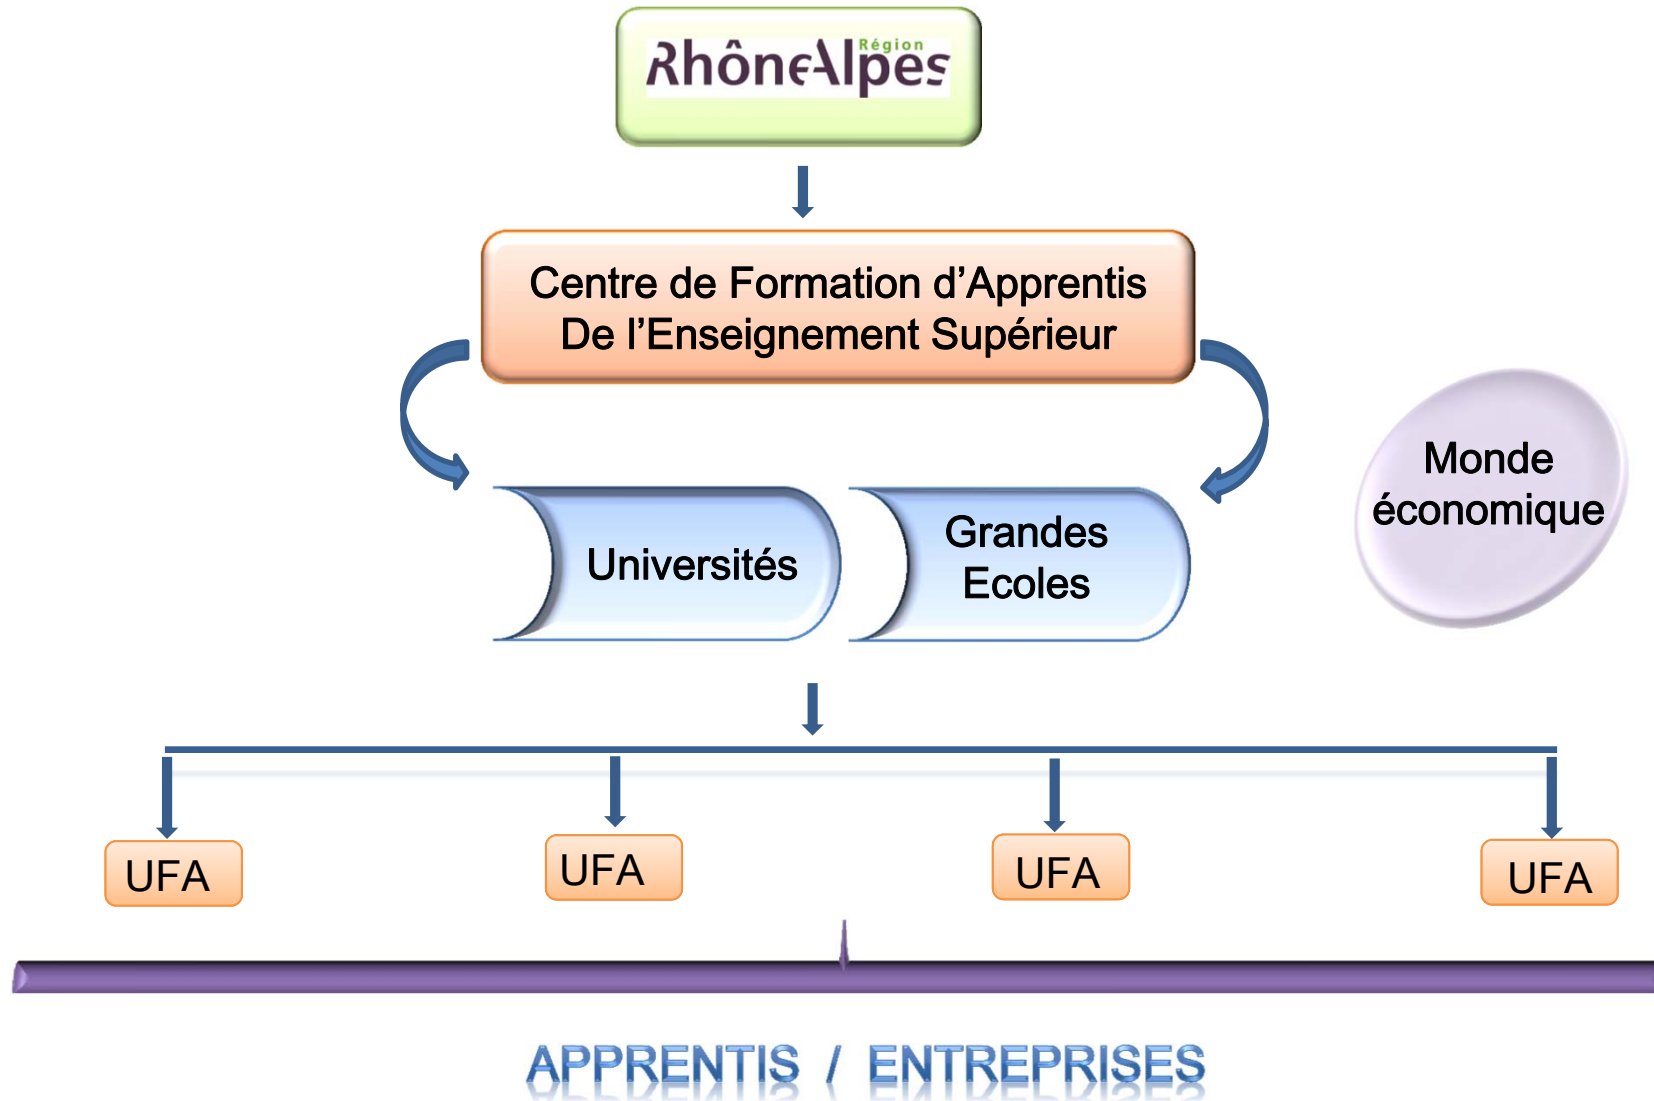 Région
RhôneAlpes
Centre de Formation d’Apprentis
De l’Enseignement Supérieur
Monde
économique
Universités
Grandes
Ecoles
UFA
UFA
UFA
UFA
APPRENTIS / ENTREPRISES